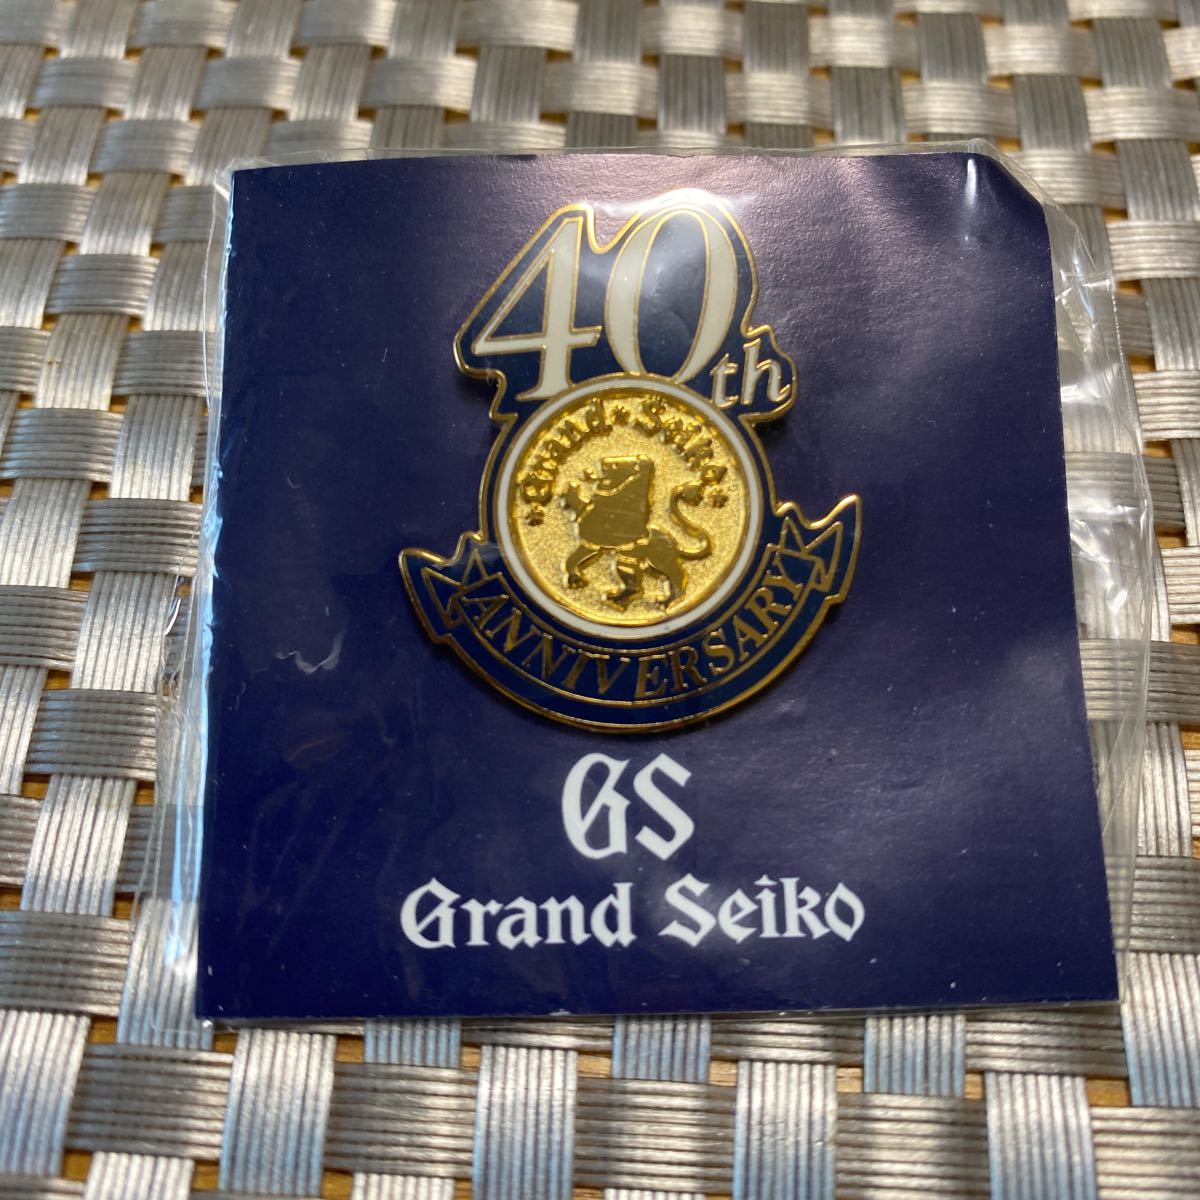 40th
*Grand*Seiko*
ANNIVERSARY
GS
Grand Seiko